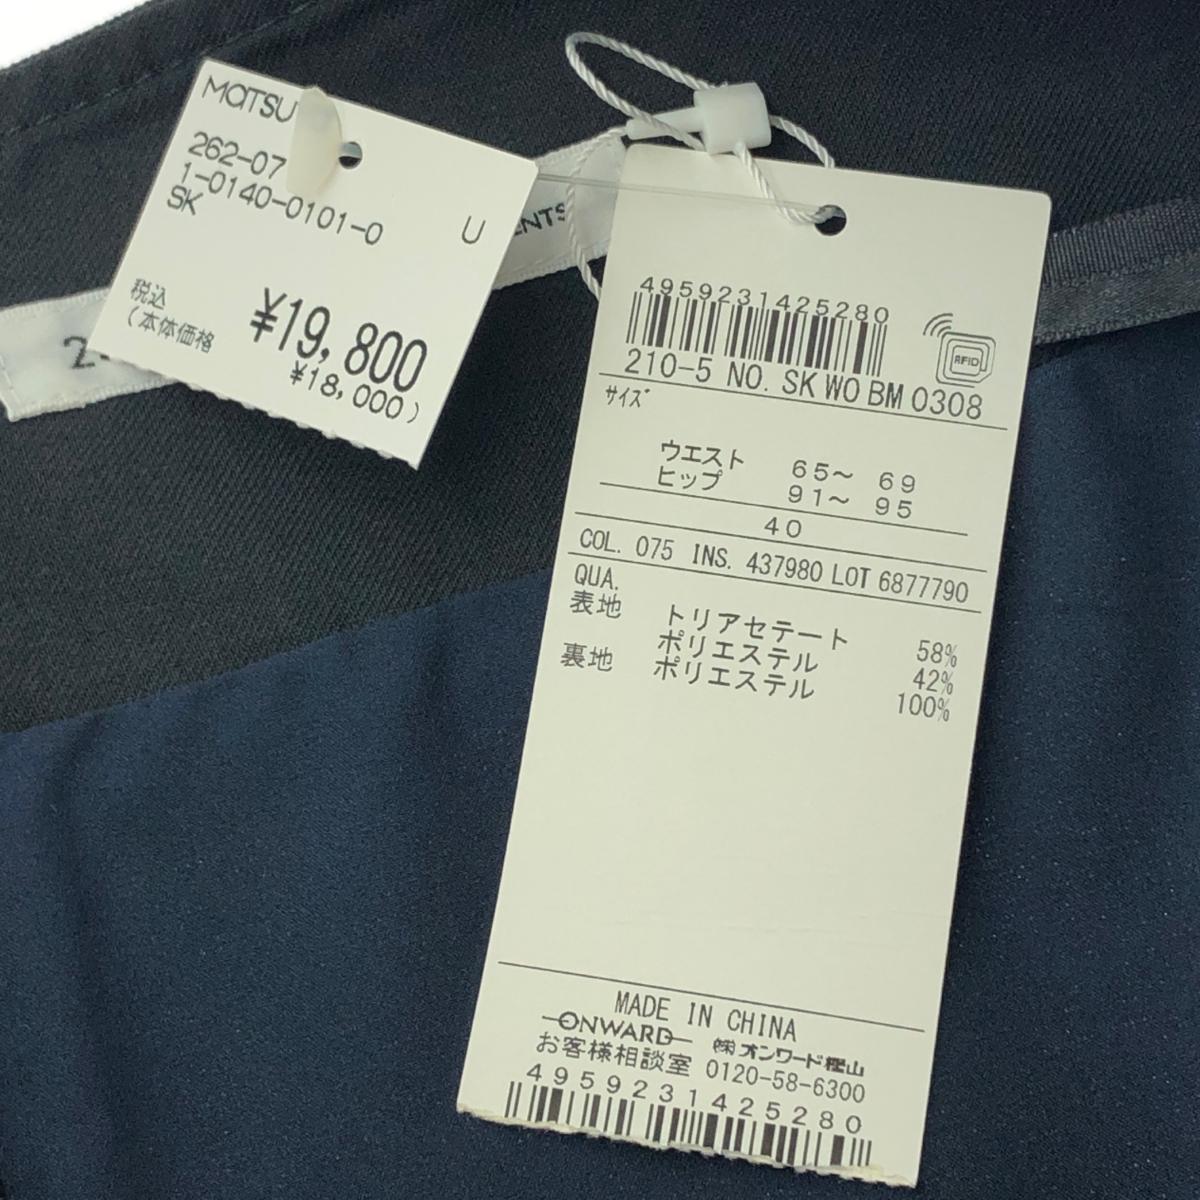 MatsU
262-07
1-0140-0101-0
SK
U
税込 ¥19,800
(本体価格 ¥18,000)
4959231425280
RFID
210-5 NO. SK WO BM 0308
サイズ
ウエスト 65〜 69
ヒップ 91〜 95
40
COL. 075 INS. 437980 LOT 6877790
QUA.
表地 トリアセテート 58%
ポリエステル 42%
裏地 ポリエステル 100%
MADE IN CHINA
ONWARD ㈱オンワード樫山
お客様相談室 0120-58-6300
4959231425280